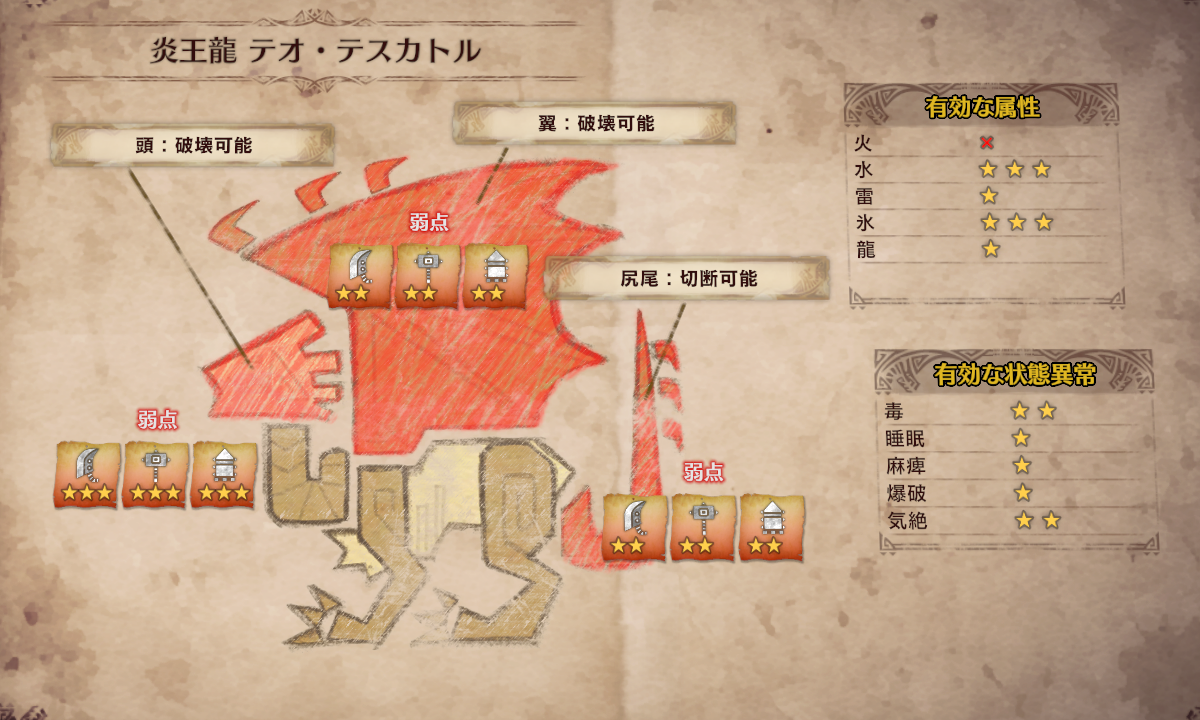 炎王龍 テオ・テスカトル
頭：破壊可能
翼：破壊可能
尻尾：切断可能
弱点
弱点
弱点
有効な属性
火
水
雷
氷
龍
有効な状態異常
毒
睡眠
麻痺
爆破
気絶